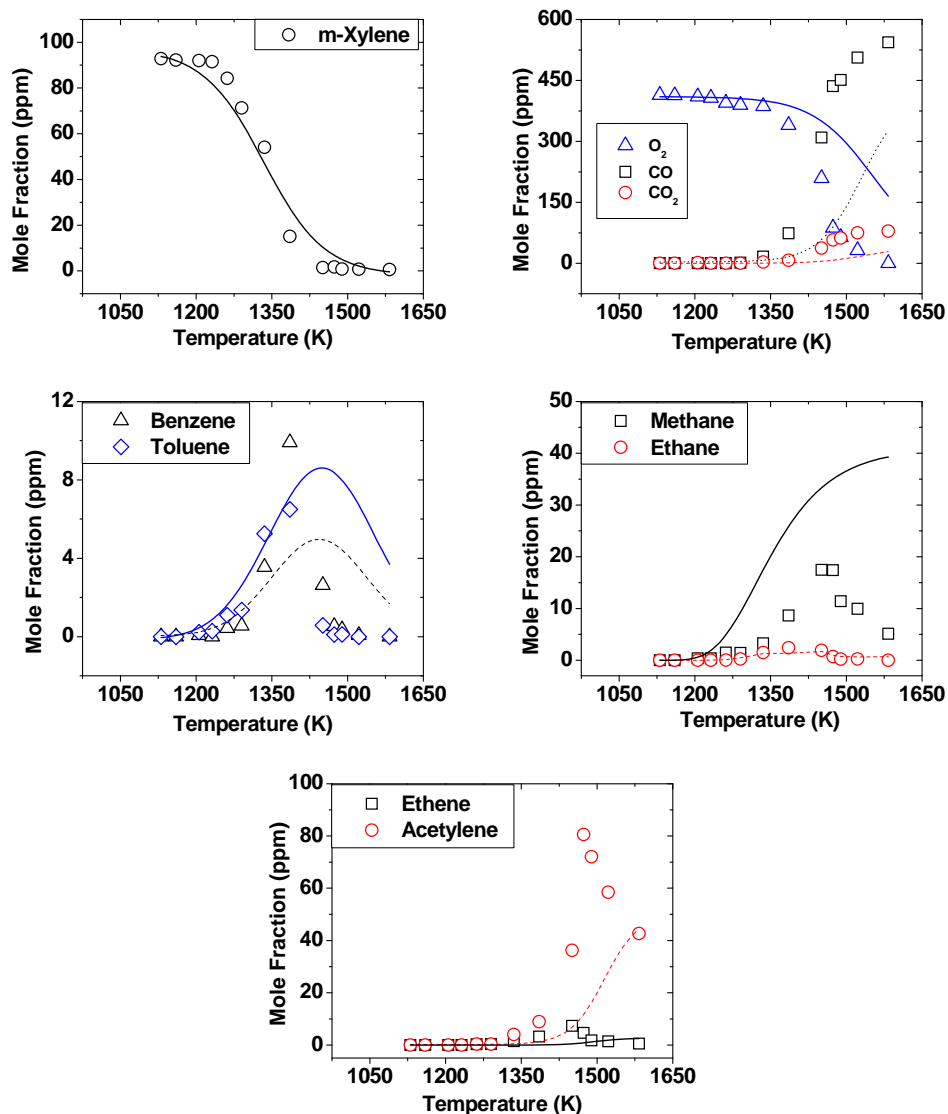 m-Xylene
100
80
60
40
20
0
Mole Fraction (ppm)
1050 1200 1350 1500 1650
Temperature (K)
600
450
300
150
0
Mole Fraction (ppm)
O2
CO
CO2
1050 1200 1350 1500 1650
Temperature (K)
Benzene
Toluene
12
8
4
0
Mole Fraction (ppm)
1050 1200 1350 1500 1650
Temperature (K)
Methane
Ethane
50
40
30
20
10
0
Mole Fraction (ppm)
1050 1200 1350 1500 1650
Temperature (K)
Ethene
Acetylene
100
80
60
40
20
0
Mole Fraction (ppm)
1050 1200 1350 1500 1650
Temperature (K)